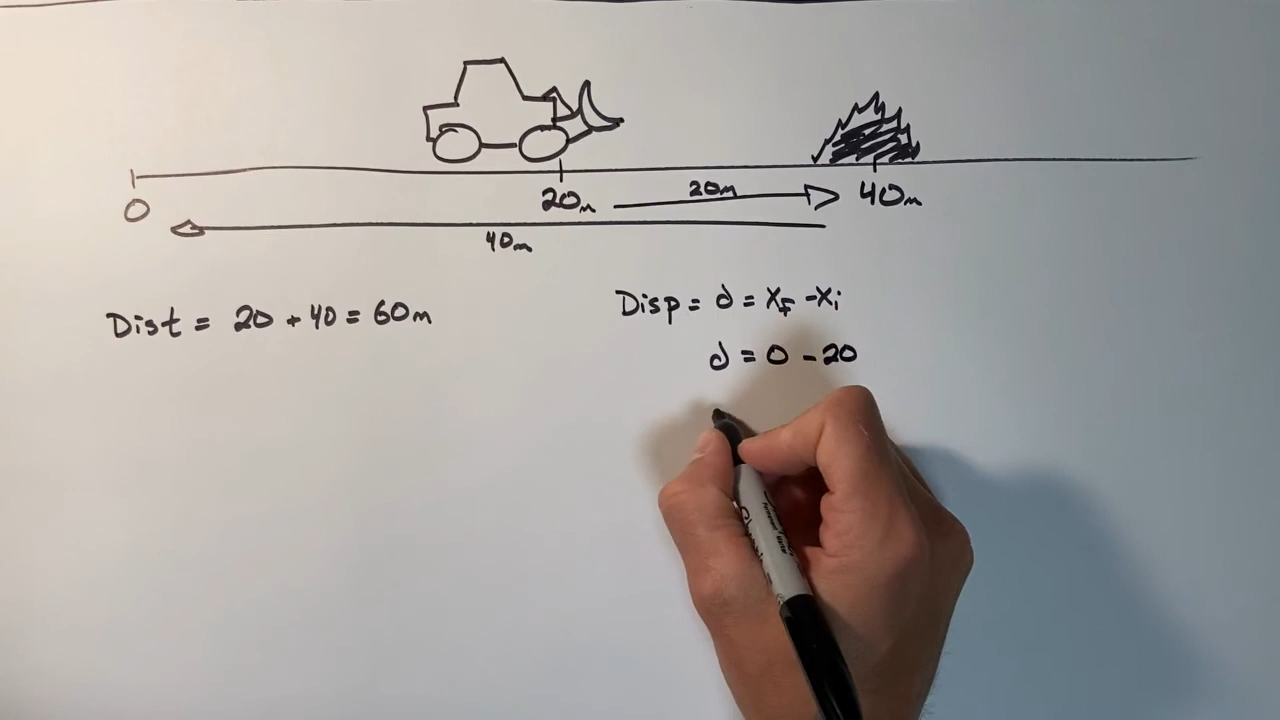 0
20m
20m
40m
40m
Dist = 20 + 40 = 60m
Disp = d = xf - xi
d = 0 - 20